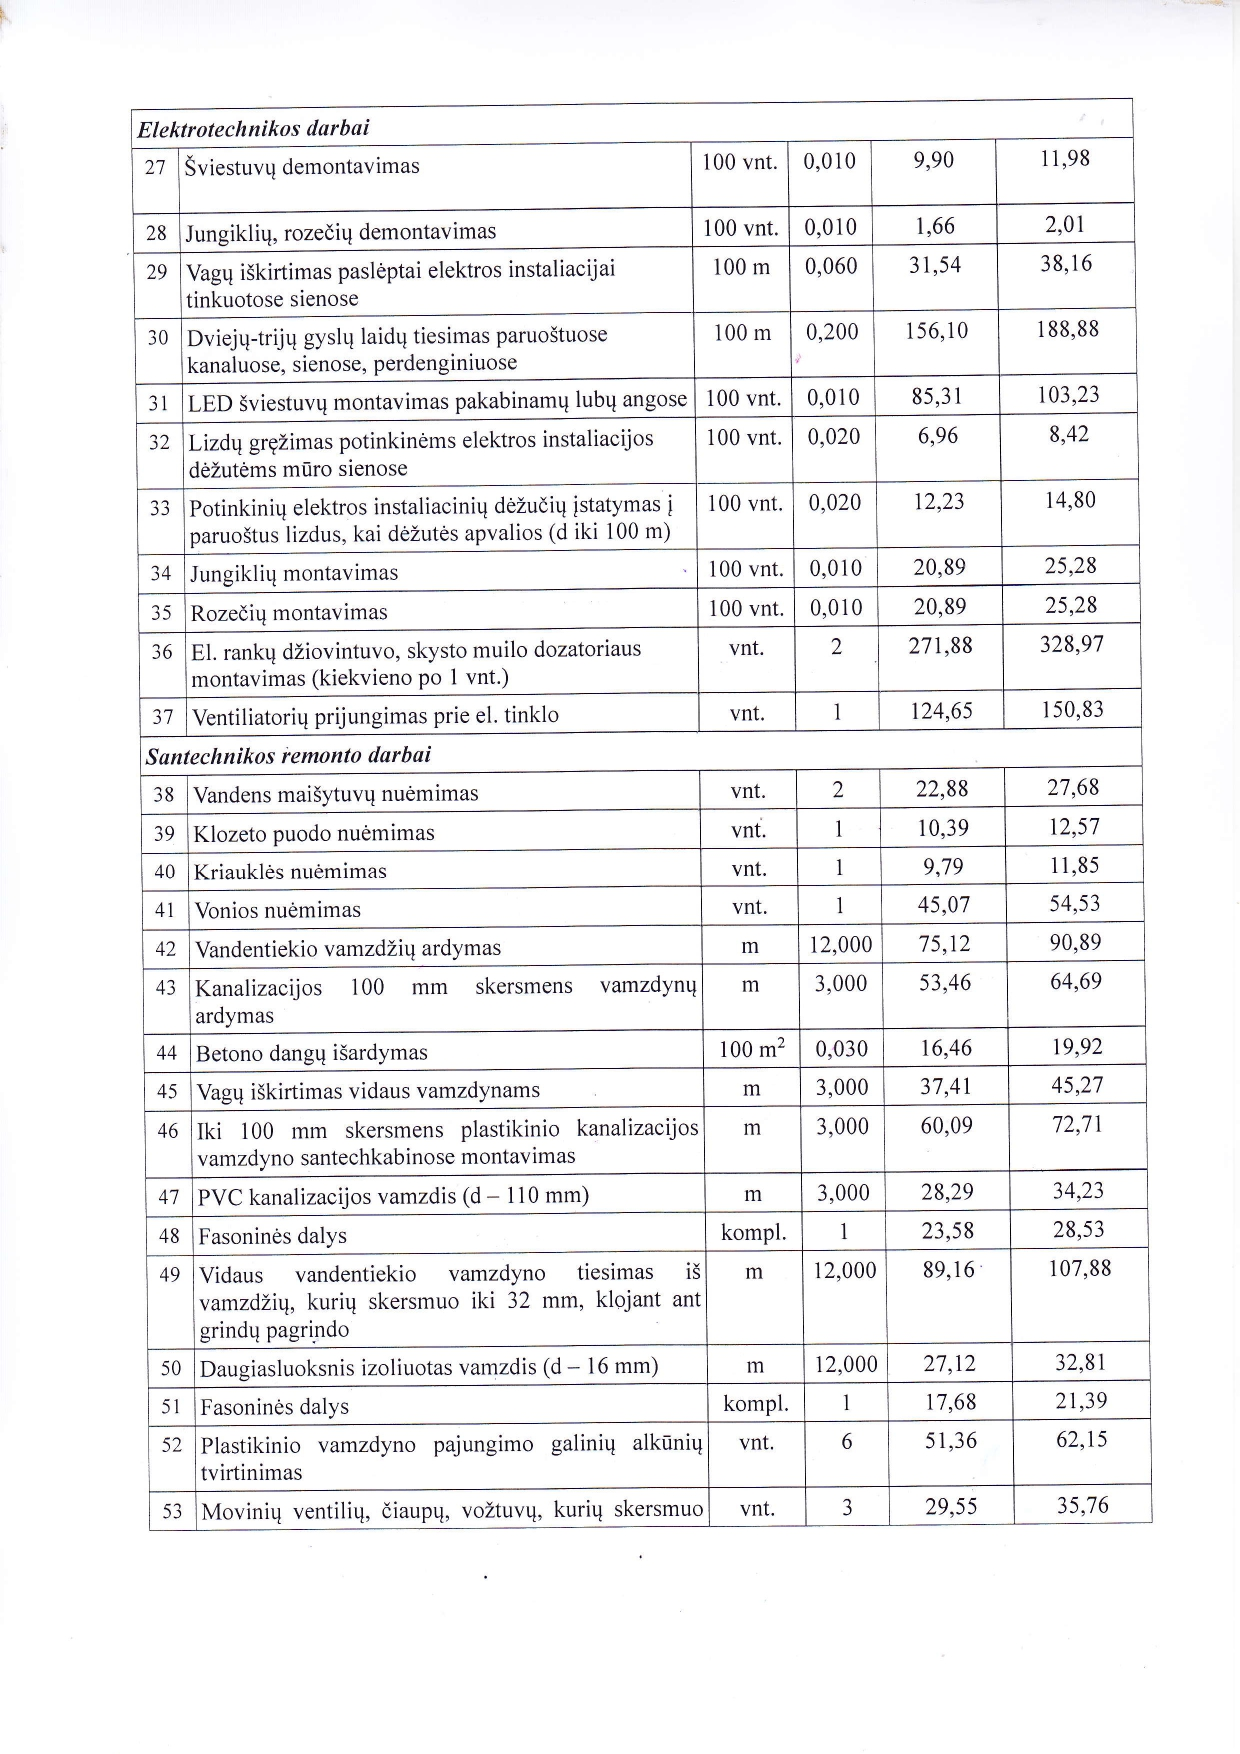 Elektrotechnikos darbai
27 Šviestuvų demontavimas 100 vnt. 0,010 9,90 11,98
28 Jungiklių, rozečių demontavimas 100 vnt. 0,010 1,66 2,01
29 Vagų iškirtimas paslėptai elektros instaliacijai 100 m 0,060 31,54 38,16
tinkuotose sienose
30 Dviejų-trijų gyslų laidų tiesimas paruoštuose 100 m 0,200 156,10 188,88
kanaluose, sienose, perdenginiuose
31 LED šviestuvų montavimas pakabinamų lubų angose 100 vnt. 0,010 85,31 103,23
32 Lizdų gręžimas potinkinėms elektros instaliacijos 100 vnt. 0,020 6,96 8,42
dėžutėms mūro sienose
33 Potinkinių elektros instaliacinių dėžučių įstatymas į 100 vnt. 0,020 12,23 14,80
paruoštus lizdus, kai dėžutės apvalios (d iki 100 m)
34 Jungiklių montavimas 100 vnt. 0,010 20,89 25,28
35 Rozečių montavimas 100 vnt. 0,010 20,89 25,28
36 El. rankų džiovintuvo, skysto muilo dozatoriaus vnt. 2 271,88 328,97
montavimas (kiekvieno po 1 vnt.)
37 Ventiliatorių prijungimas prie el. tinklo vnt. 1 124,65 150,83
Santechnikos remonto darbai
38 Vandens maišytuvų nuėmimas vnt. 2 22,88 27,68
39 Klozeto puodo nuėmimas vnt. 1 10,39 12,57
40 Kriauklės nuėmimas vnt. 1 9,79 11,85
41 Vonios nuėmimas vnt. 1 45,07 54,53
42 Vandentiekio vamzdžių ardymas m 12,000 75,12 90,89
43 Kanalizacijos 100 mm skersmens vamzdynų m 3,000 53,46 64,69
ardymas
44 Betono dangų išardymas 100 m² 0,030 16,46 19,92
45 Vagų iškirtimas vidaus vamzdynams m 3,000 37,41 45,27
46 Iki 100 mm skersmens plastikinio kanalizacijos m 3,000 60,09 72,71
vamzdyno santechkabinose montavimas
47 PVC kanalizacijos vamzdis (d – 110 mm) m 3,000 28,29 34,23
48 Fasoninės dalys kompl. 1 23,58 28,53
49 Vidaus vandentiekio vamzdyno tiesimas iš m 12,000 89,16 107,88
vamzdžių, kurių skersmuo iki 32 mm, klojant ant
grindų pagrindo
50 Daugiasluoksnis izoliuotas vamzdis (d – 16 mm) m 12,000 27,12 32,81
51 Fasoninės dalys kompl. 1 17,68 21,39
52 Plastikinio vamzdyno pajungimo galinių alkūnių vnt. 6 51,36 62,15
tvirtinimas
53 Movinių ventilių, čiaupų, vožtuvų, kurių skersmuo vnt. 3 29,55 35,76